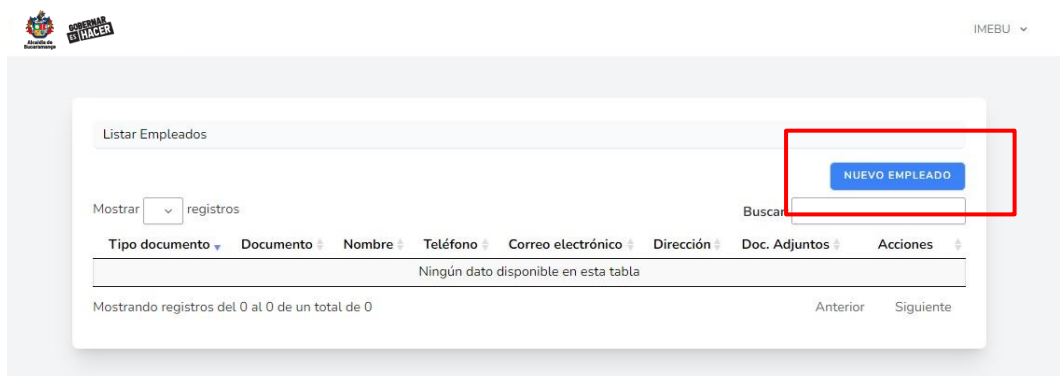 GOBERNAR
ES HACER
Alcaldía de
Bucaramanga
IMEBU
Listar Empleados
NUEVO EMPLEADO
Mostrar registros
Buscar
Tipo documento Documento Nombre Teléfono Correo electrónico Dirección Doc. Adjuntos Acciones
Ningún dato disponible en esta tabla
Mostrando registros del 0 al 0 de un total de 0
Anterior Siguiente